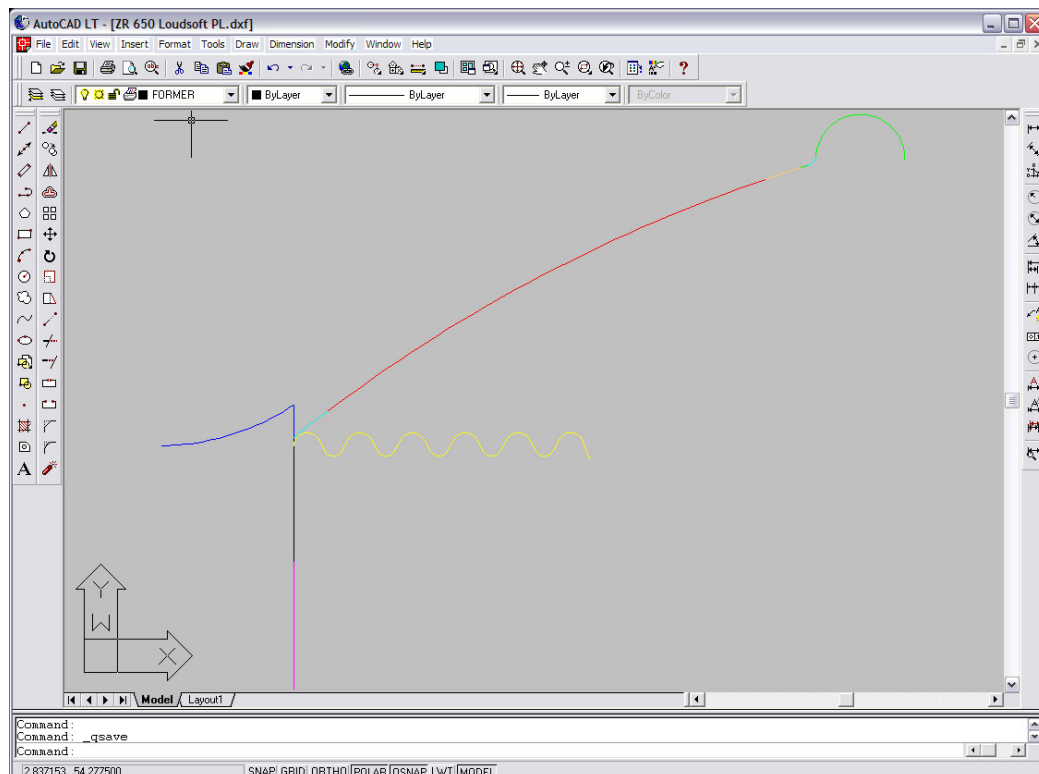 AutoCAD LT - [ZR 650 Loudsoft PL.dxf]
File Edit View Insert Format Tools Draw Dimension Modify Window Help
FORMER ByLayer ByLayer ByLayer ByColor
A
Y
W
X
Model Layout1
Command:
Command: _qsave
Command:
2.837153, 54.277500 SNAP GRID ORTHO POLAR OSNAP LWT MODEL